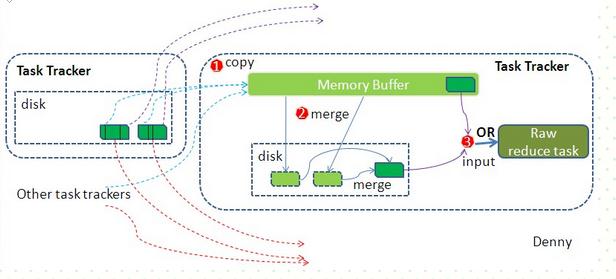 Task Tracker
disk
Other task trackers
1 copy
Task Tracker
Memory Buffer
2 merge
disk
merge
3
OR
input
Raw
reduce task
Denny